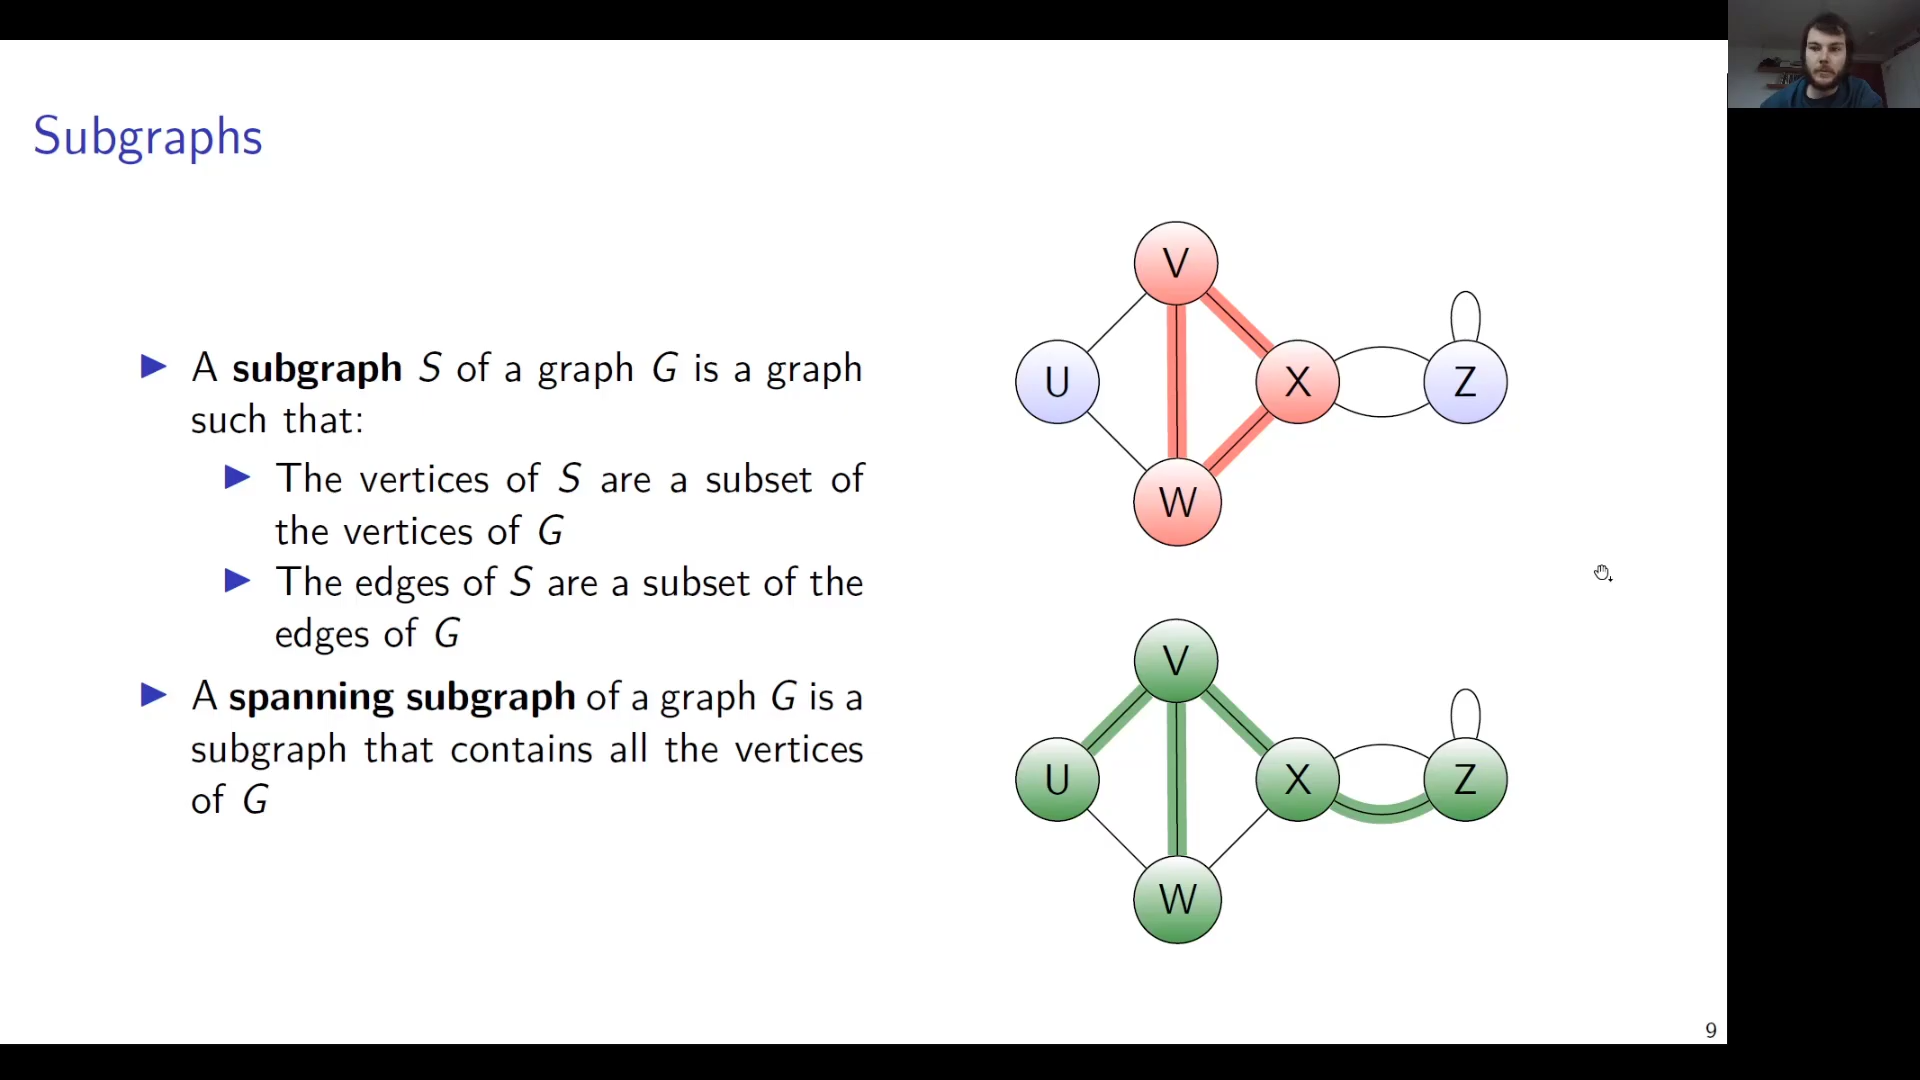 Subgraphs
▶ A subgraph S of a graph G is a graph
such that:
▶ The vertices of S are a subset of
the vertices of G
▶ The edges of S are a subset of the
edges of G
▶ A spanning subgraph of a graph G is a
subgraph that contains all the vertices
of G
V
U
X
Z
W
V
U
X
Z
W
9